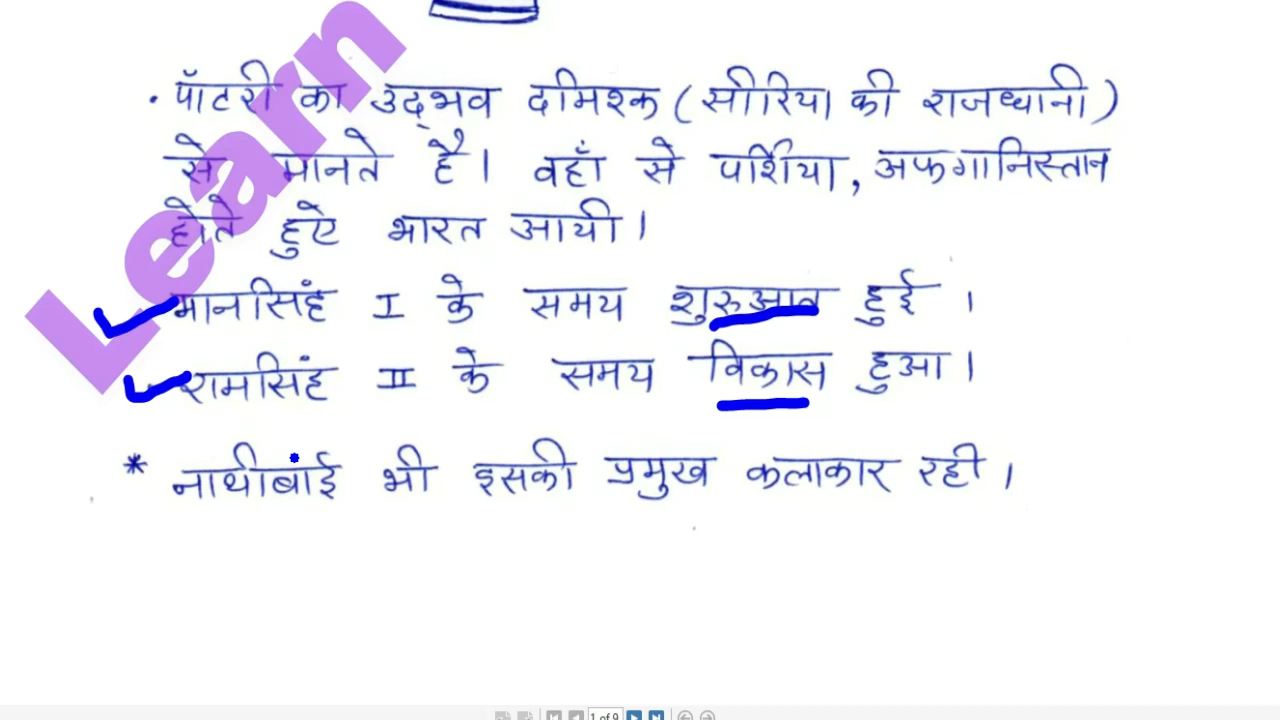 • पॉटरी का उद्भव दमिश्क (सीरिया की राजधानी)
से मानते है। वहाँ से पर्शिया, अफगानिस्तान
होते हुऐ भारत आयी।
मानसिंह I के समय शुरुआत हुई।
रामसिंह II के समय विकास हुआ।
* नाथीबाई भी इसकी प्रमुख कलाकार रही।
Learn
1 of 9